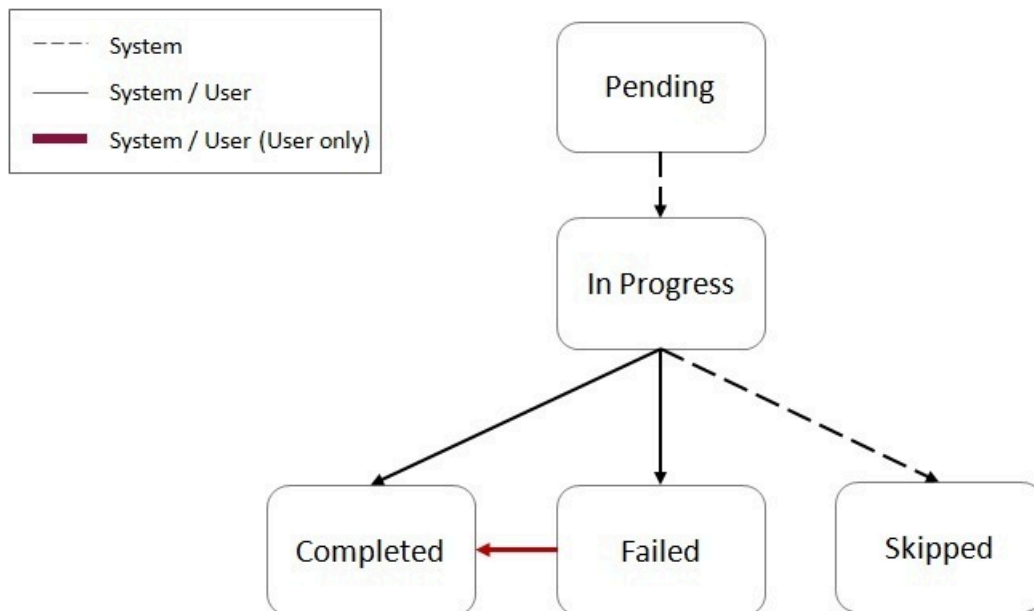 System
System / User
System / User (User only)
Pending
In Progress
Completed
Failed
Skipped